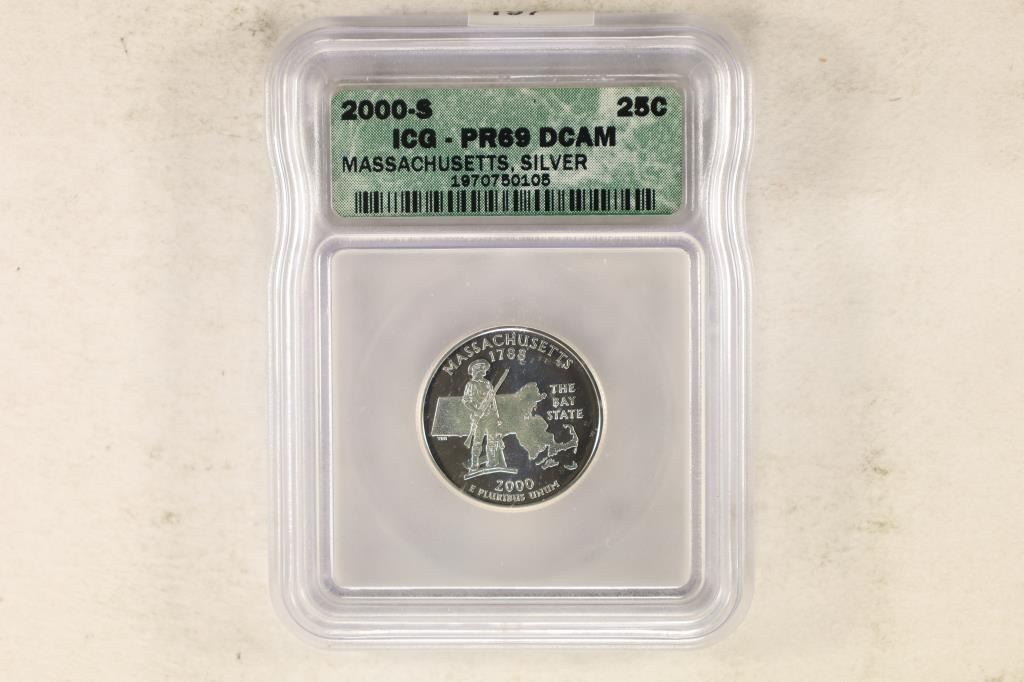 2000-S 25C
ICG - PR69 DCAM
MASSACHUSETTS, SILVER
1970750105
MASSACHUSETTS
1788
THE
BAY
STATE
2000
E PLURIBUS UNUM